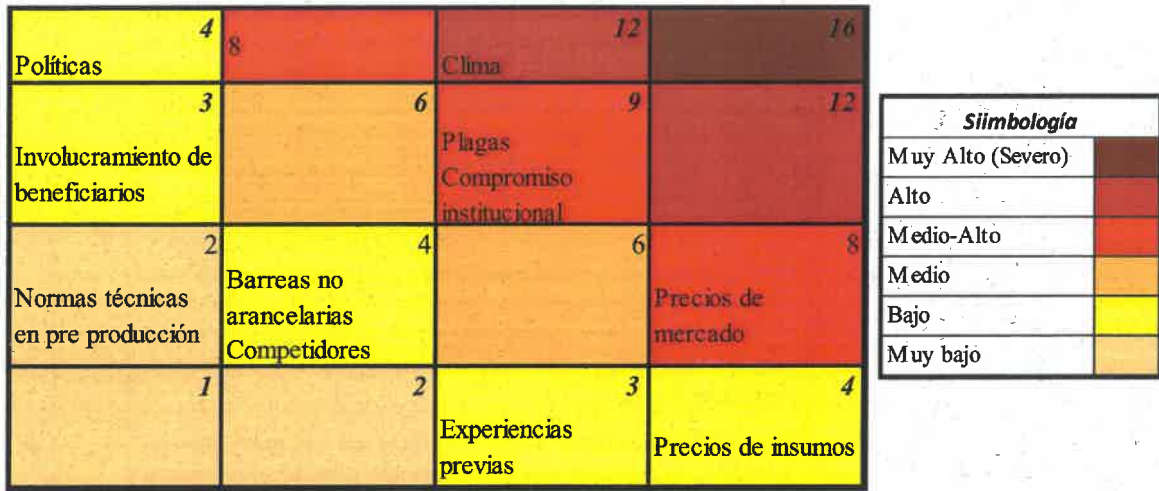 4
8
12
16
Políticas
Clima
3
6
9
12
Involucramiento de
beneficiarios
Plagas
Compromiso
institucional
2
4
6
8
Normas técnicas
en pre producción
Barreas no
arancelarias
Competidores
Precios de
mercado
1
2
3
4
Experiencias
previas
Precios de insumos
Siimbología
Muy Alto (Severo)
Alto
Medio-Alto
Medio
Bajo
Muy bajo